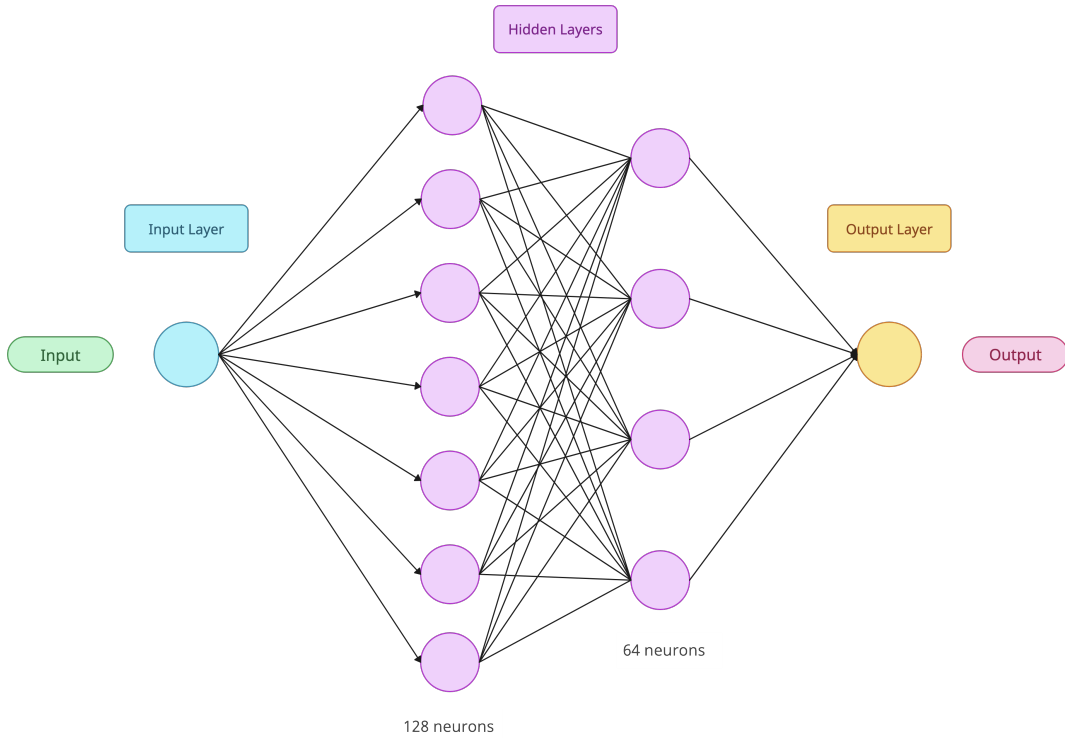 Hidden Layers
Input Layer
Output Layer
Input
Output
64 neurons
128 neurons